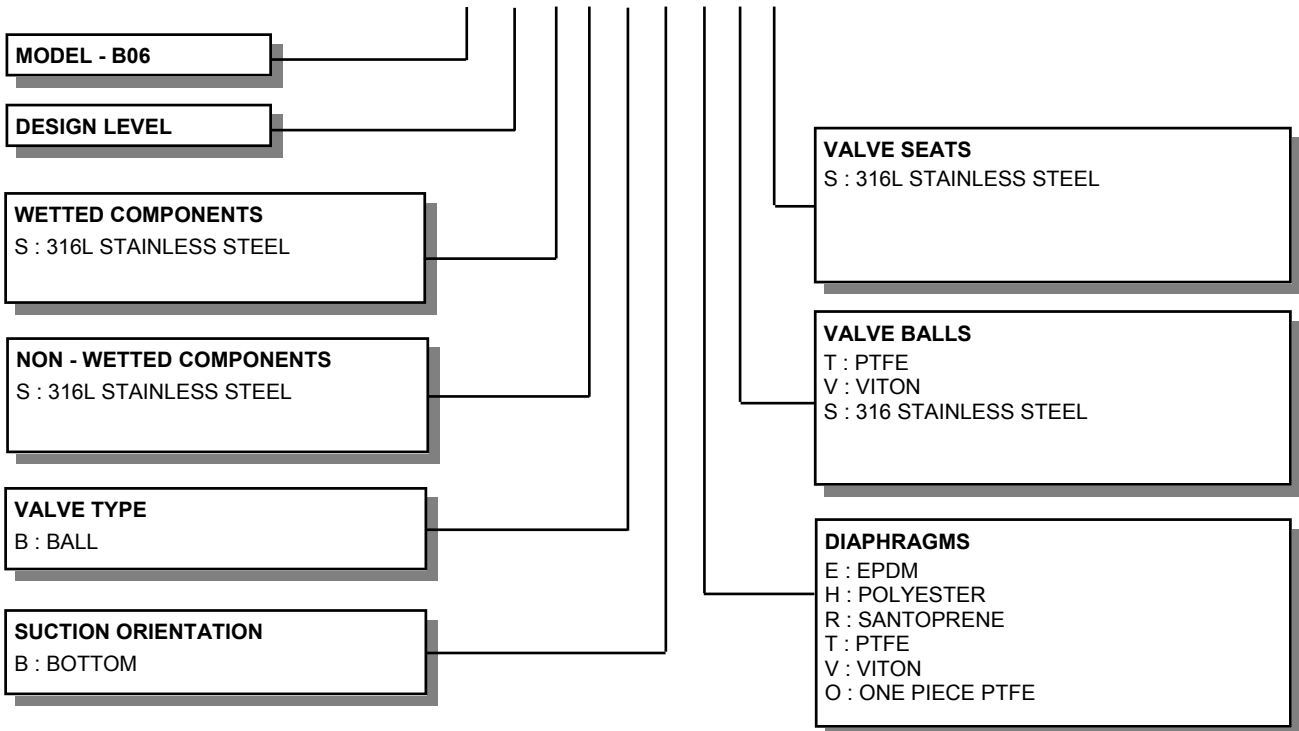 MODEL - B06
DESIGN LEVEL
WETTED COMPONENTS
S : 316L STAINLESS STEEL
NON - WETTED COMPONENTS
S : 316L STAINLESS STEEL
VALVE TYPE
B : BALL
SUCTION ORIENTATION
B : BOTTOM
VALVE SEATS
S : 316L STAINLESS STEEL
VALVE BALLS
T : PTFE
V : VITON
S : 316 STAINLESS STEEL
DIAPHRAGMS
E : EPDM
H : POLYESTER
R : SANTOPRENE
T : PTFE
V : VITON
O : ONE PIECE PTFE